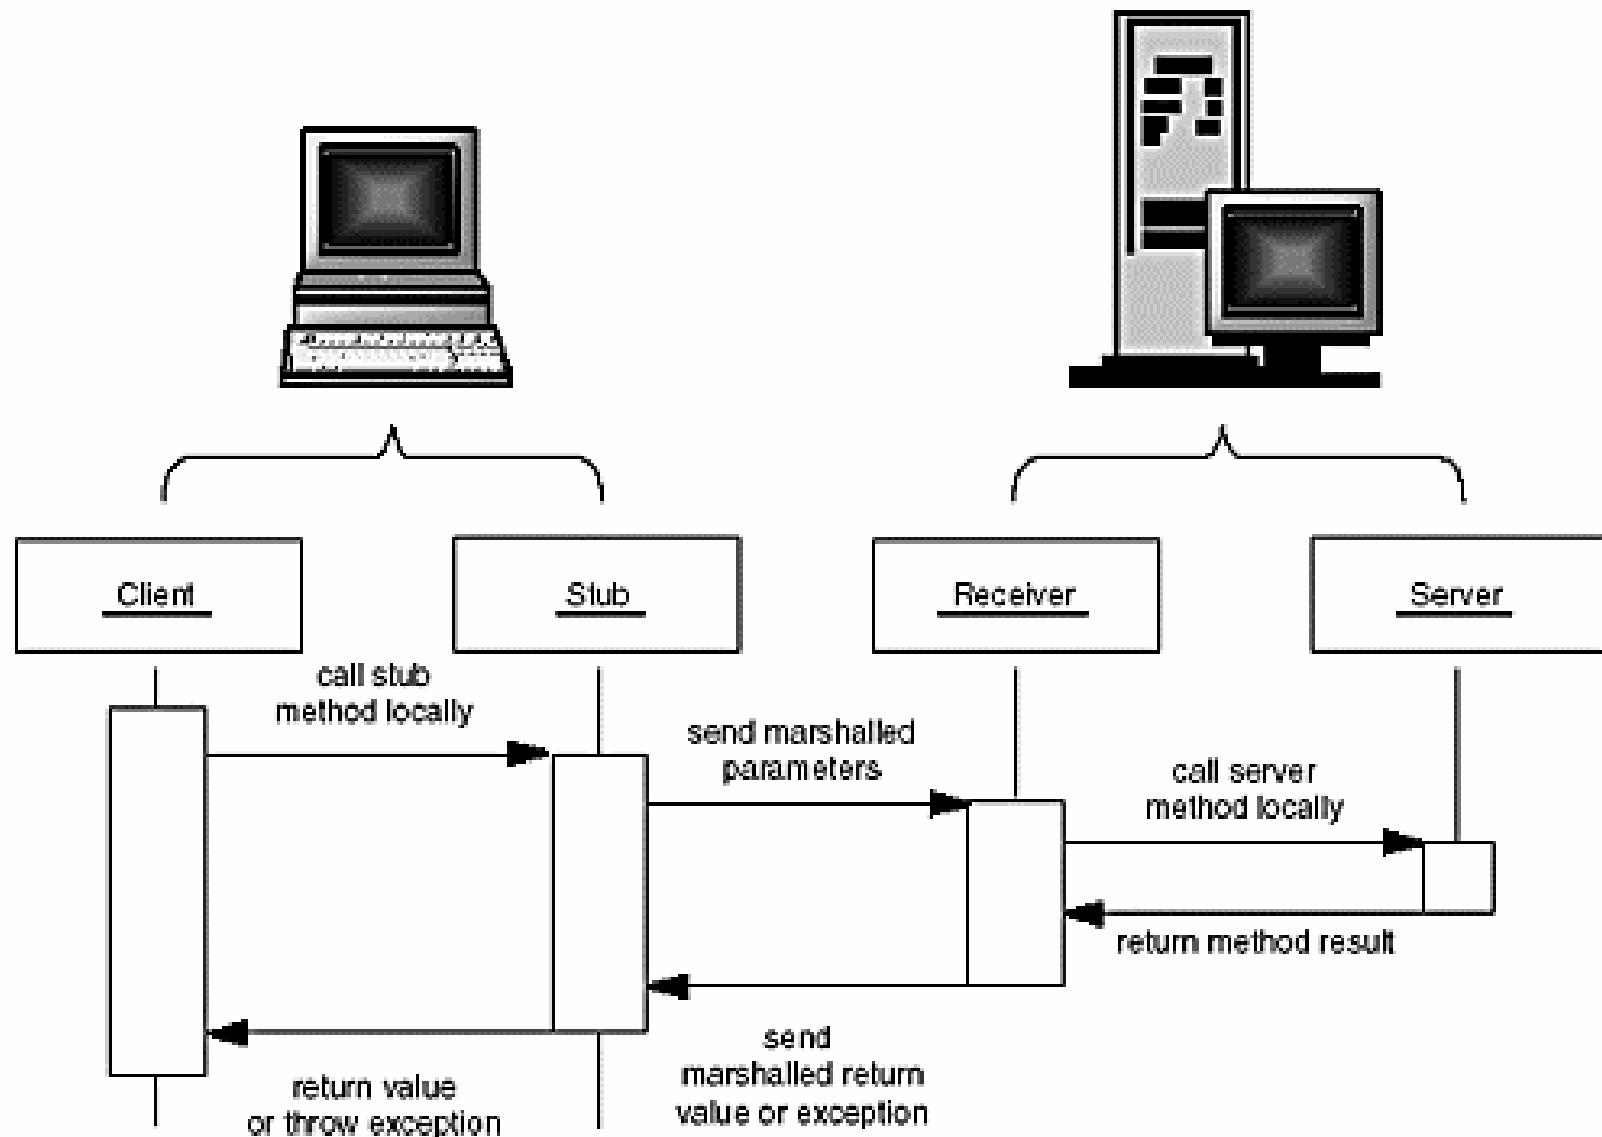 Client
Stub
Receiver
Server
call stub
method locally
send marshalled
parameters
call server
method locally
return method result
send
marshalled return
value or exception
return value
or throw exception